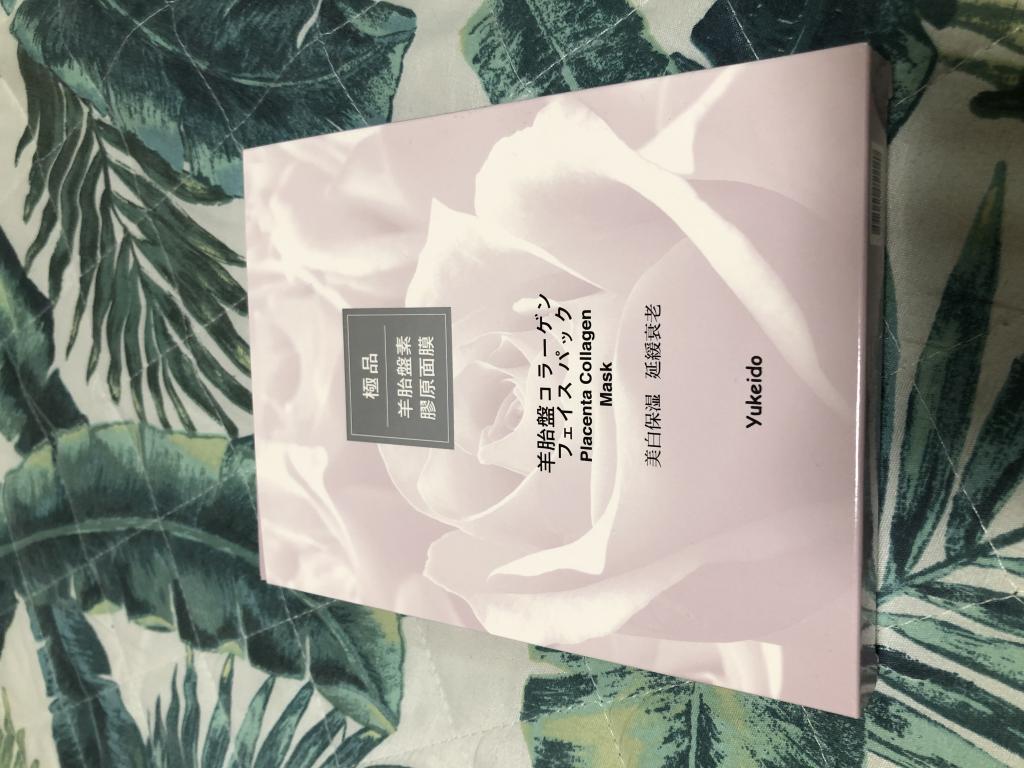 極品
羊胎盤素
膠原面膜
羊胎盤コラーゲン
フェイスパック
Placenta Collagen
Mask
美白保湿 延緩衰老
yukeido